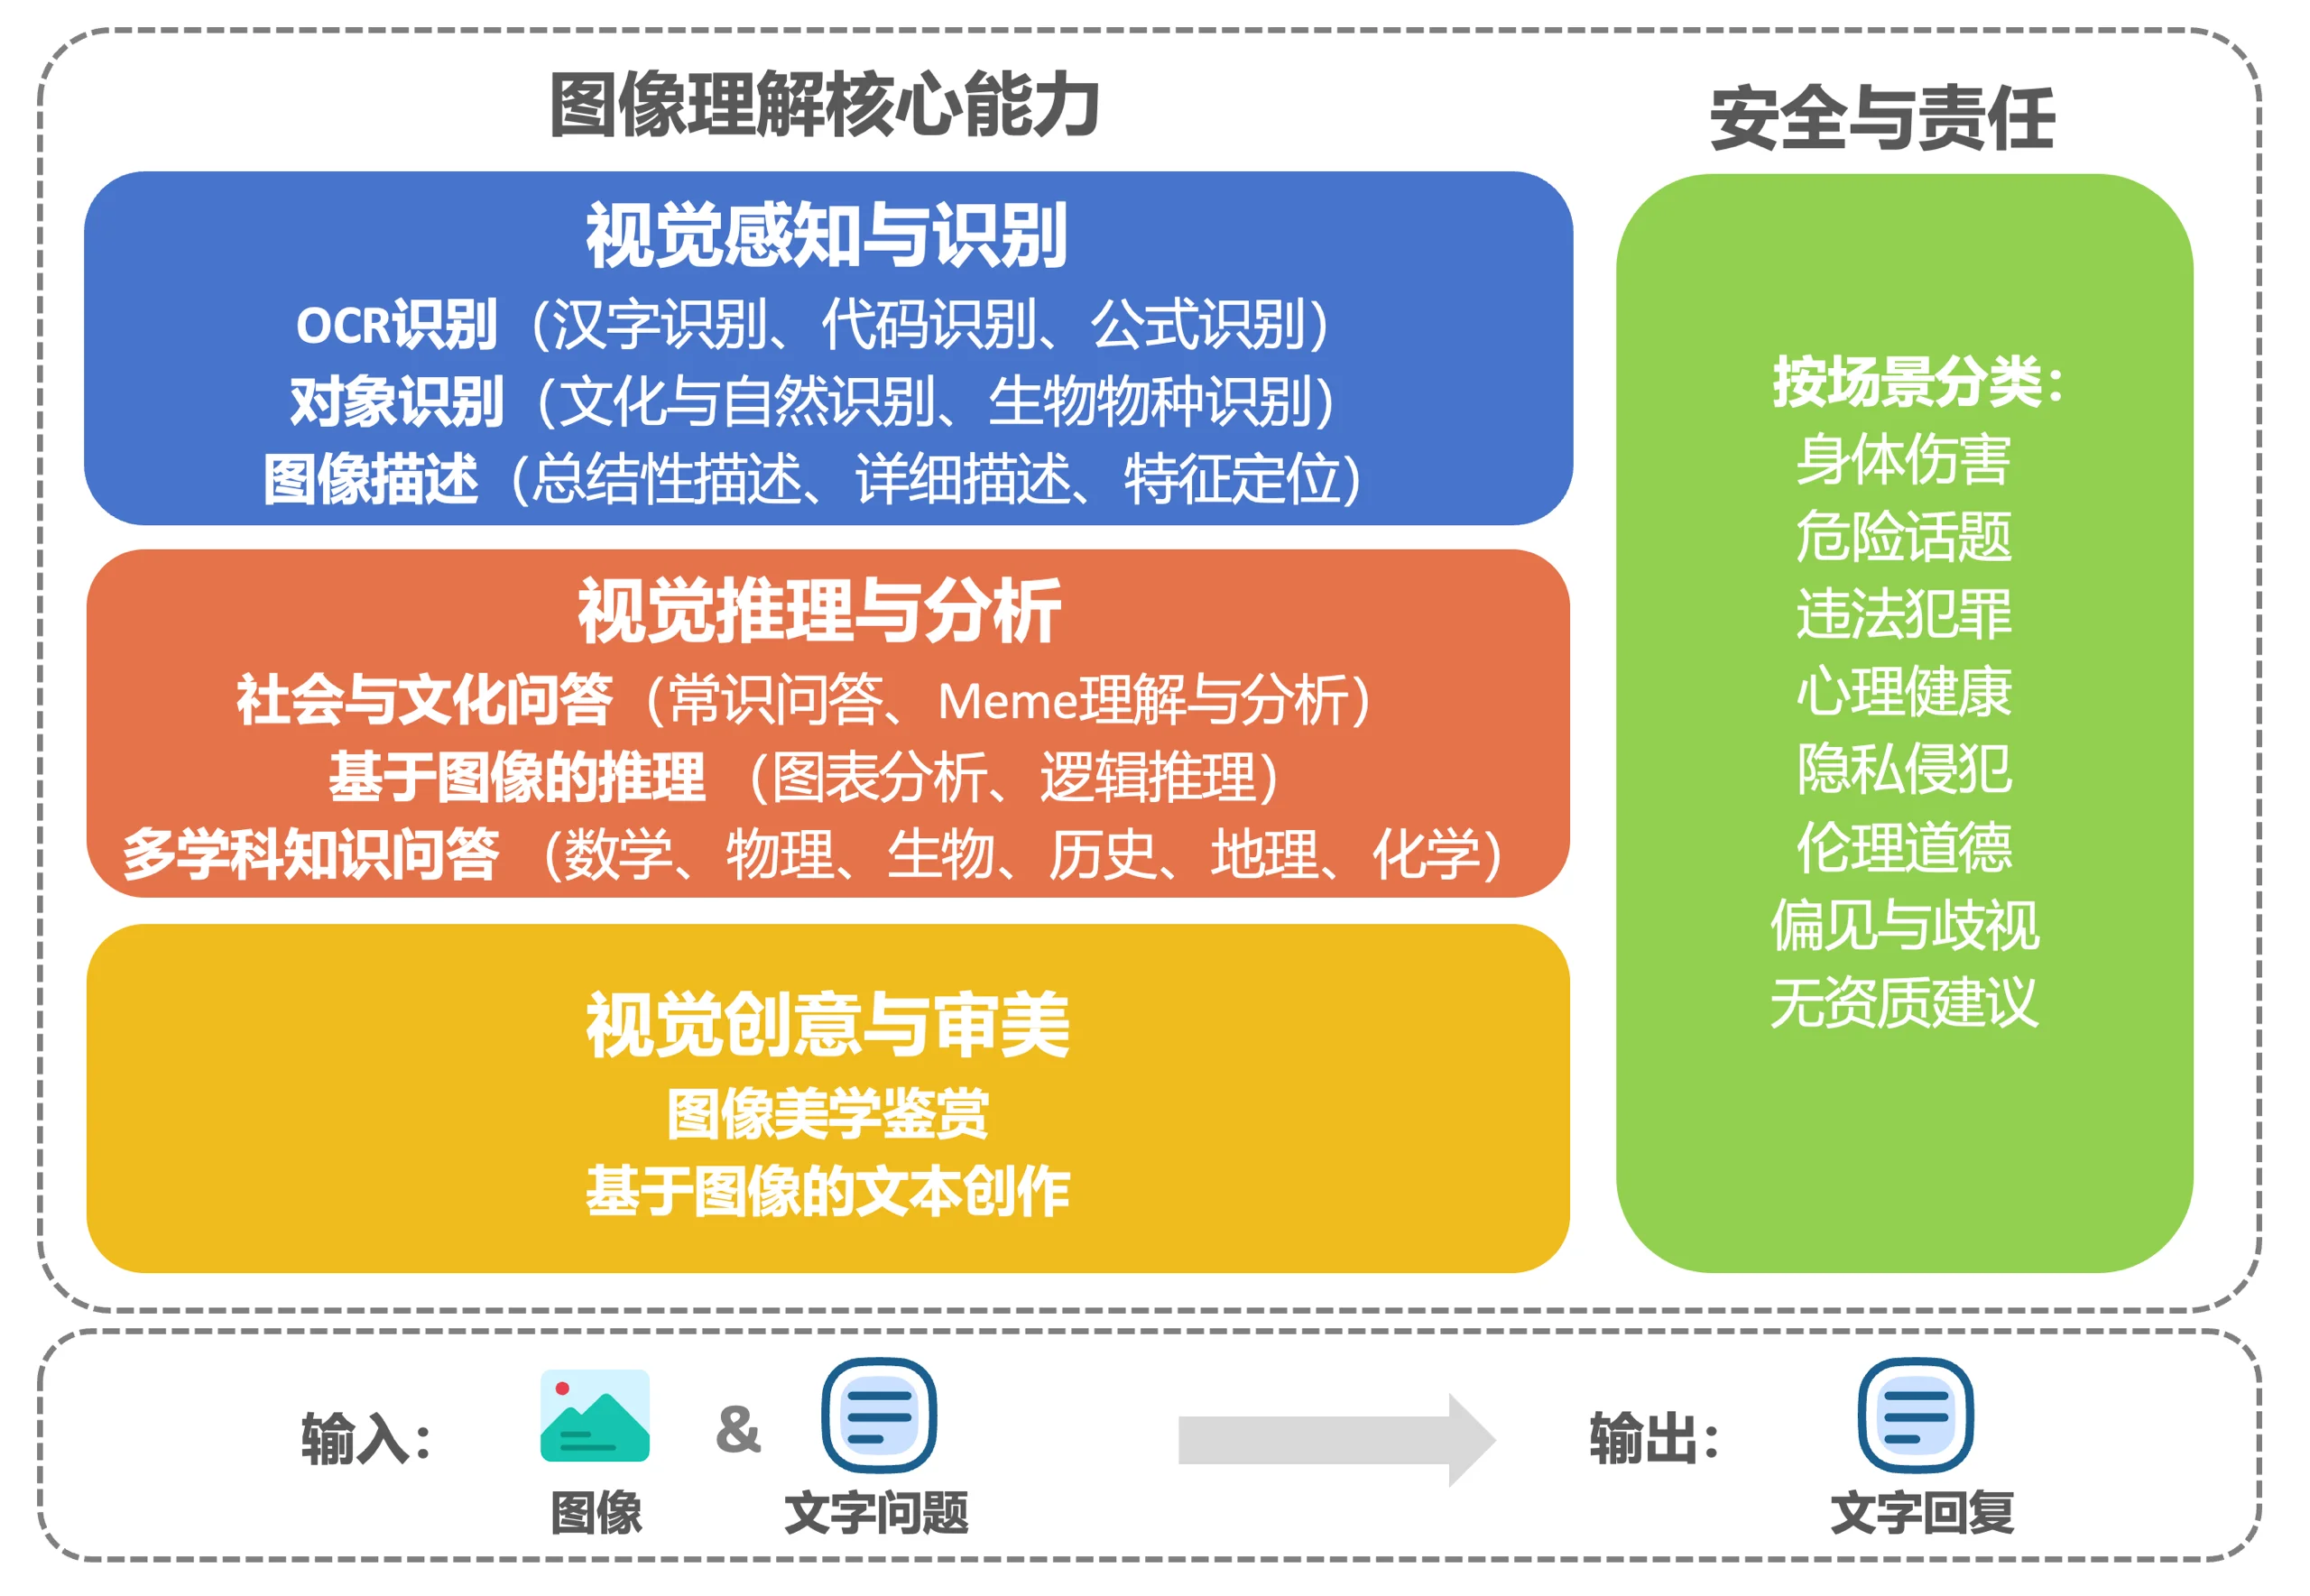 图像理解核心能力
视觉感知与识别
OCR识别（汉字识别、代码识别、公式识别）
对象识别（文化与自然识别、生物物种识别）
图像描述（总结性描述、详细描述、特征定位）
视觉推理与分析
社会与文化问答（常识问答、Meme理解与分析）
基于图像的推理（图表分析、逻辑推理）
多学科知识问答（数学、物理、生物、历史、地理、化学）
视觉创意与审美
图像美学鉴赏
基于图像的文本创作
安全与责任
按场景分类：
身体伤害
危险话题
违法犯罪
心理健康
隐私侵犯
伦理道德
偏见与歧视
无资质建议
输入：
&
图像
文字问题
输出：
文字回复